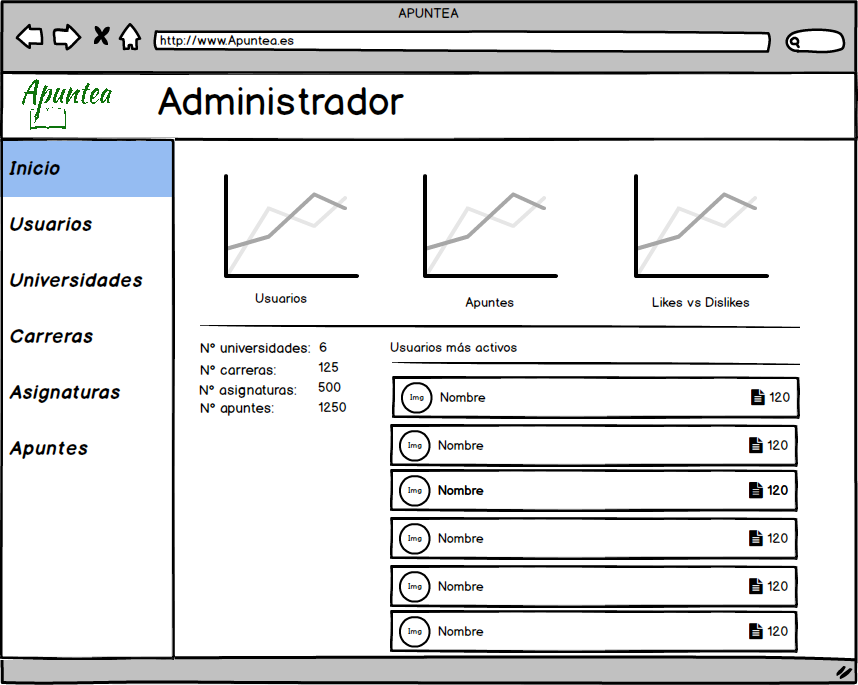 APUNTEA
http://www.Apuntea.es
Apuntea
Administrador
Inicio
Usuarios
Universidades
Carreras
Asignaturas
Apuntes
Usuarios
Apuntes
Likes vs Dislikes
Nº universidades: 6
Nº carreras: 125
Nº asignaturas: 500
Nº apuntes: 1250
Usuarios más activos
Img Nombre 120
Img Nombre 120
Img Nombre 120
Img Nombre 120
Img Nombre 120
Img Nombre 120